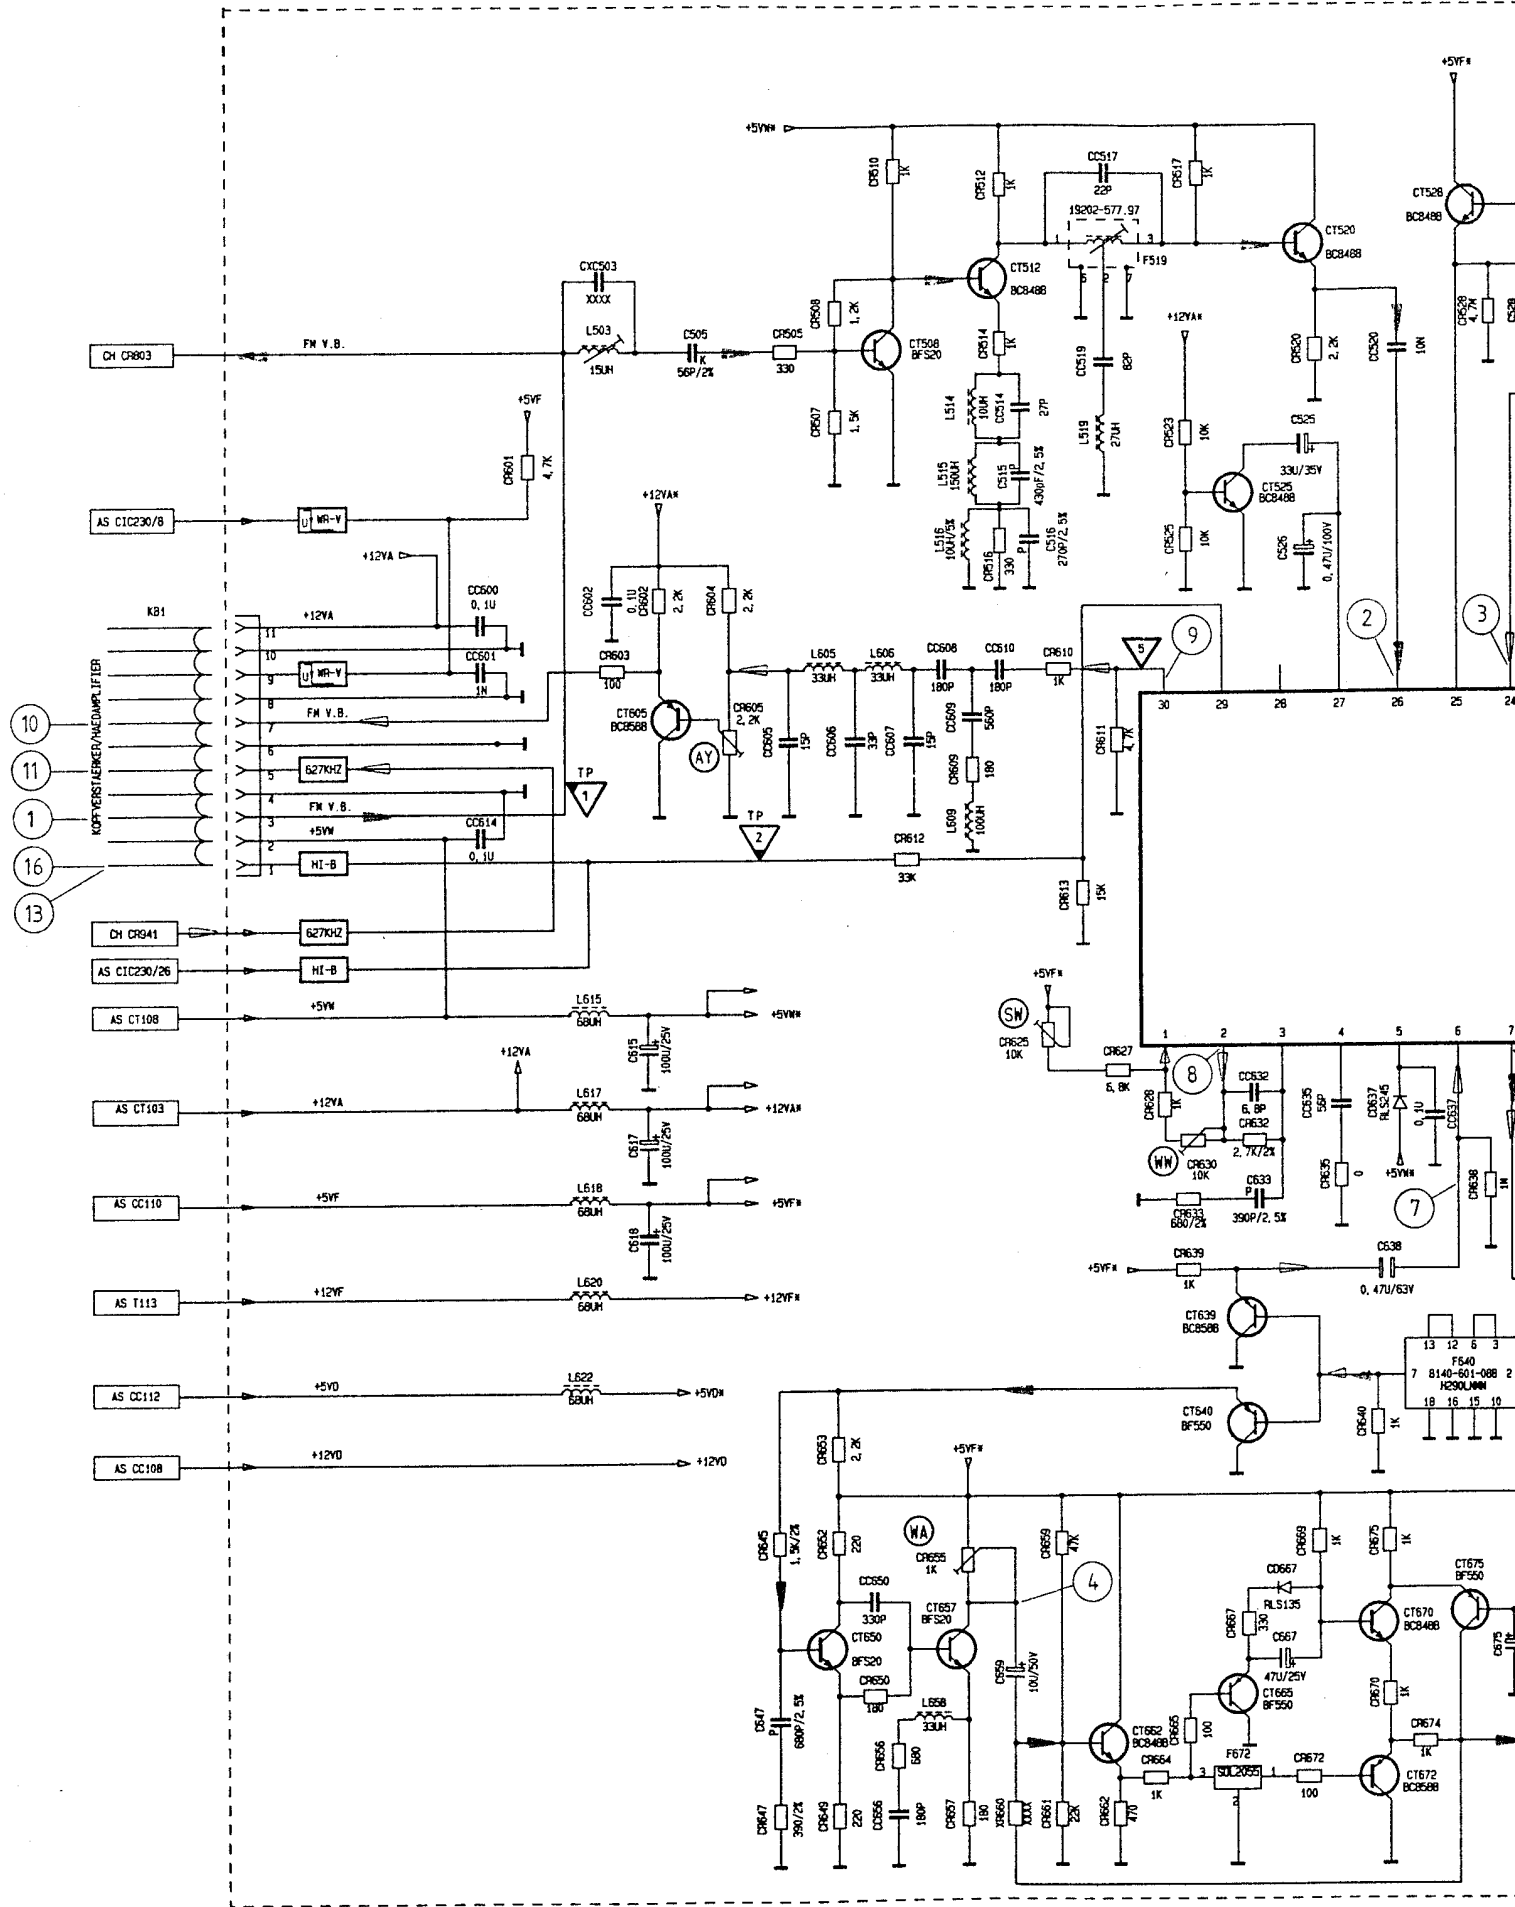 +5VF*
+5VW*
CR510
1K
CR512
1K
CC517
22P
CR517
1K
CT528
BC848B
19202-577.97
1
3
F519
6
2
7
CT520
BC848B
CT512
BC848B
CXC503
XXXX
CR508
1,2K
+12VA*
CR528
4,7K
C528
CH CR803
FM V.B.
L503
15UH
C505
K
56P/2%
CR505
330
CT508
BFS20
CR514
1K
CC519
82P
CR520
2,2K
CC520
10N
L514
10UH
CC514
27P
+5VF
CR507
1,5K
L519
27UH
CR523
10K
C525
33U/35V
CR601
4,7K
L515
150UH
C515
P
430pF/2,5%
CT525
BC848B
+12VA*
AS CIC230/8
U
WR-V
L516
10UH/5%
CR516
330
P
C516
270P/2,5%
CR525
10K
C526
0,47U/100V
+12VA
CC602
0,1U
CR602
2,2K
CR604
2,2K
KB1
+12VA
CC600
0,1U
11
10
2
3
9
CC601
1N
9
U
WR-V
8
CR603
100
L605
33UH
L606
33UH
CC608
180P
CC610
180P
CR610
1K
5
KOPFVERSTAERKER/HAEDAMPLIFIER
10
FM V.B.
7
6
CT605
BC858B
CR605
2,2K
AY
CC605
15P
CC606
33P
CC607
15P
CC609
560P
CR611
4,7K
30
29
28
27
26
25
24
11
627KHZ
5
4
TP
1
CR609
180
1
FM V.B.
3
+5VW
2
CC614
0,1U
TP
2
L609
100UH
16
HI-B
1
CR612
33K
CR613
15K
13
CH CR941
627KHZ
AS CIC230/26
HI-B
+5VF*
AS CT108
+5VW
L615
68UH
+5VW*
SW
CR625
10K
1
2
3
4
5
6
7
C615
100U/25V
+12VA
CR627
6,8K
8
CC632
6,8P
AS CT103
+12VA
L617
68UH
+12VA*
CR628
1K
CR632
2,7K/2%
CC635
56P
CD637
RLS245
0,1U
CC637
C617
100U/25V
WW
CR630
10K
CR635
0
+5VW*
CR638
1M
AS CC110
+5VF
L618
68UH
+5VF*
CR633
680/2%
P
C633
390P/2,5%
7
C618
100U/25V
+5VF*
CR639
1K
C638
0,47U/63V
AS T113
+12VF
L620
68UH
+12VF*
CT639
BC858B
13
12
6
3
F640
8140-601-088
7
2
18
16
15
10
AS CC112
+5VD
L622
68UH
+5VD*
CT640
BF550
CR640
1K
CR653
2,2K
+5VF*
AS CC108
+12VD
+12VD
CR645
1,5K/2%
CR652
220
WA
CR655
1K
CR659
47K
4
CR669
1K
CR675
1K
CD667
RLS135
CT675
BF550
CC650
330P
CT657
BFS20
CR667
330
CT670
BC848B
CT650
BFS20
C667
47U/25V
C675
CR650
180
C659
10U/50V
CT665
BF550
CR670
1K
C647
P
680P/2,5%
L658
33UH
CR665
100
CR656
680
CT662
BC848B
CR674
1K
CR664
1K
F672
3
SDL2055
1
2
CR672
100
CT672
BC858B
CR647
390/2%
CR649
220
CC656
180P
CR657
180
XR660
XXXX
CR661
22K
CR662
470